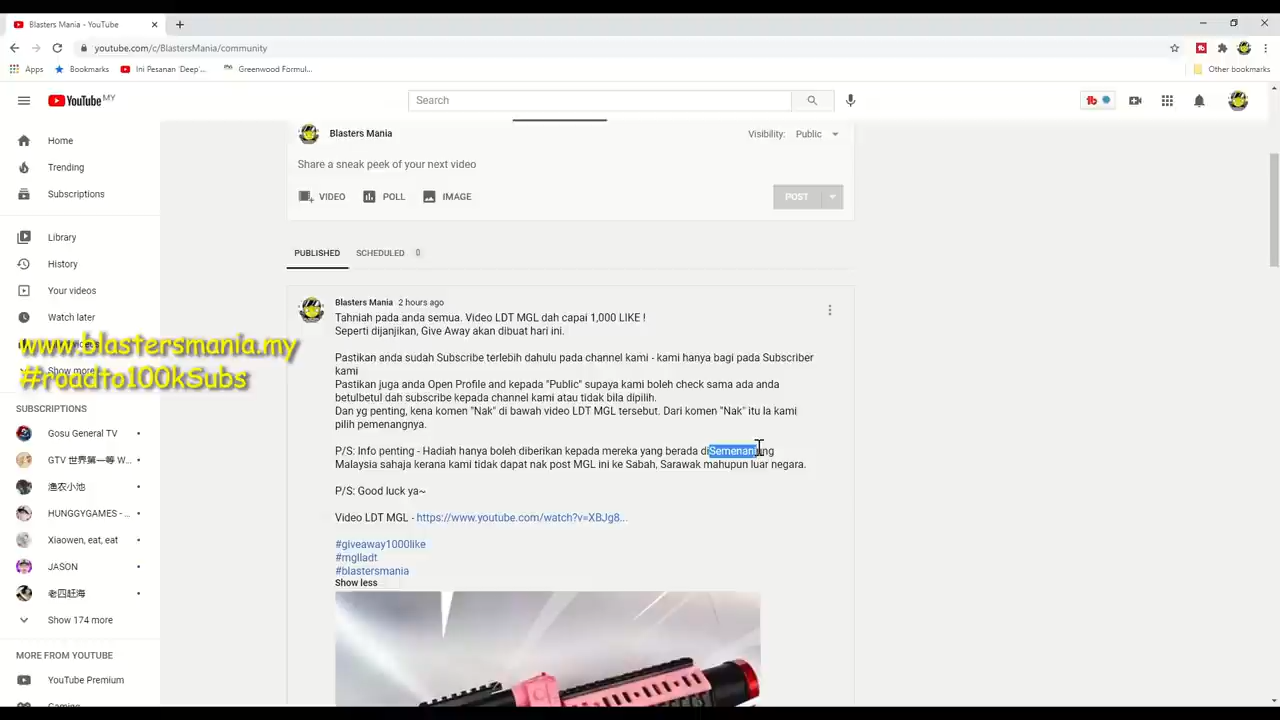 Blasters Mania - YouTube
youtube.com/c/BlastersMania/community
Apps
Bookmarks
Ini Pesanan 'Deep'...
Greenwood Formul...
Other bookmarks
YouTube MY
Search
Home
Trending
Subscriptions
Library
History
Your videos
Watch later
Show more
www.blastersmania.my
#roadto100kSubs
SUBSCRIPTIONS
Gosu General TV
GTV 世界第一等 W...
渔农小池
HUNGGYGAMES - ...
Xiaowen, eat, eat
JASON
老四赶海
Show 174 more
MORE FROM YOUTUBE
YouTube Premium
Gaming
Blasters Mania
Visibility: Public
Share a sneak peek of your next video
VIDEO
POLL
IMAGE
POST
PUBLISHED
SCHEDULED 0
Blasters Mania 2 hours ago
Tahniah pada anda semua. Video LDT MGL dah capai 1,000 LIKE !
Seperti dijanjikan, Give Away akan dibuat hari ini.
Pastikan anda sudah Subscribe terlebih dahulu pada channel kami - kami hanya bagi pada Subscriber
kami
Pastikan juga anda Open Profile and kepada "Public" supaya kami boleh check sama ada anda
betulbetul dah subscribe kepada channel kami atau tidak bila dipilih.
Dan yg penting, kena komen "Nak" di bawah video LDT MGL tersebut. Dari komen "Nak" itu la kami
pilih pemenangnya.
P/S: Info penting - Hadiah hanya boleh diberikan kepada mereka yang berada diSemenanjung
Malaysia sahaja kerana kami tidak dapat nak post MGL ini ke Sabah, Sarawak mahupun luar negara.
P/S: Good luck ya~
Video LDT MGL - https://www.youtube.com/watch?v=XBJg8...
#giveaway1000like
#mglladt
#blastersmania
Show less